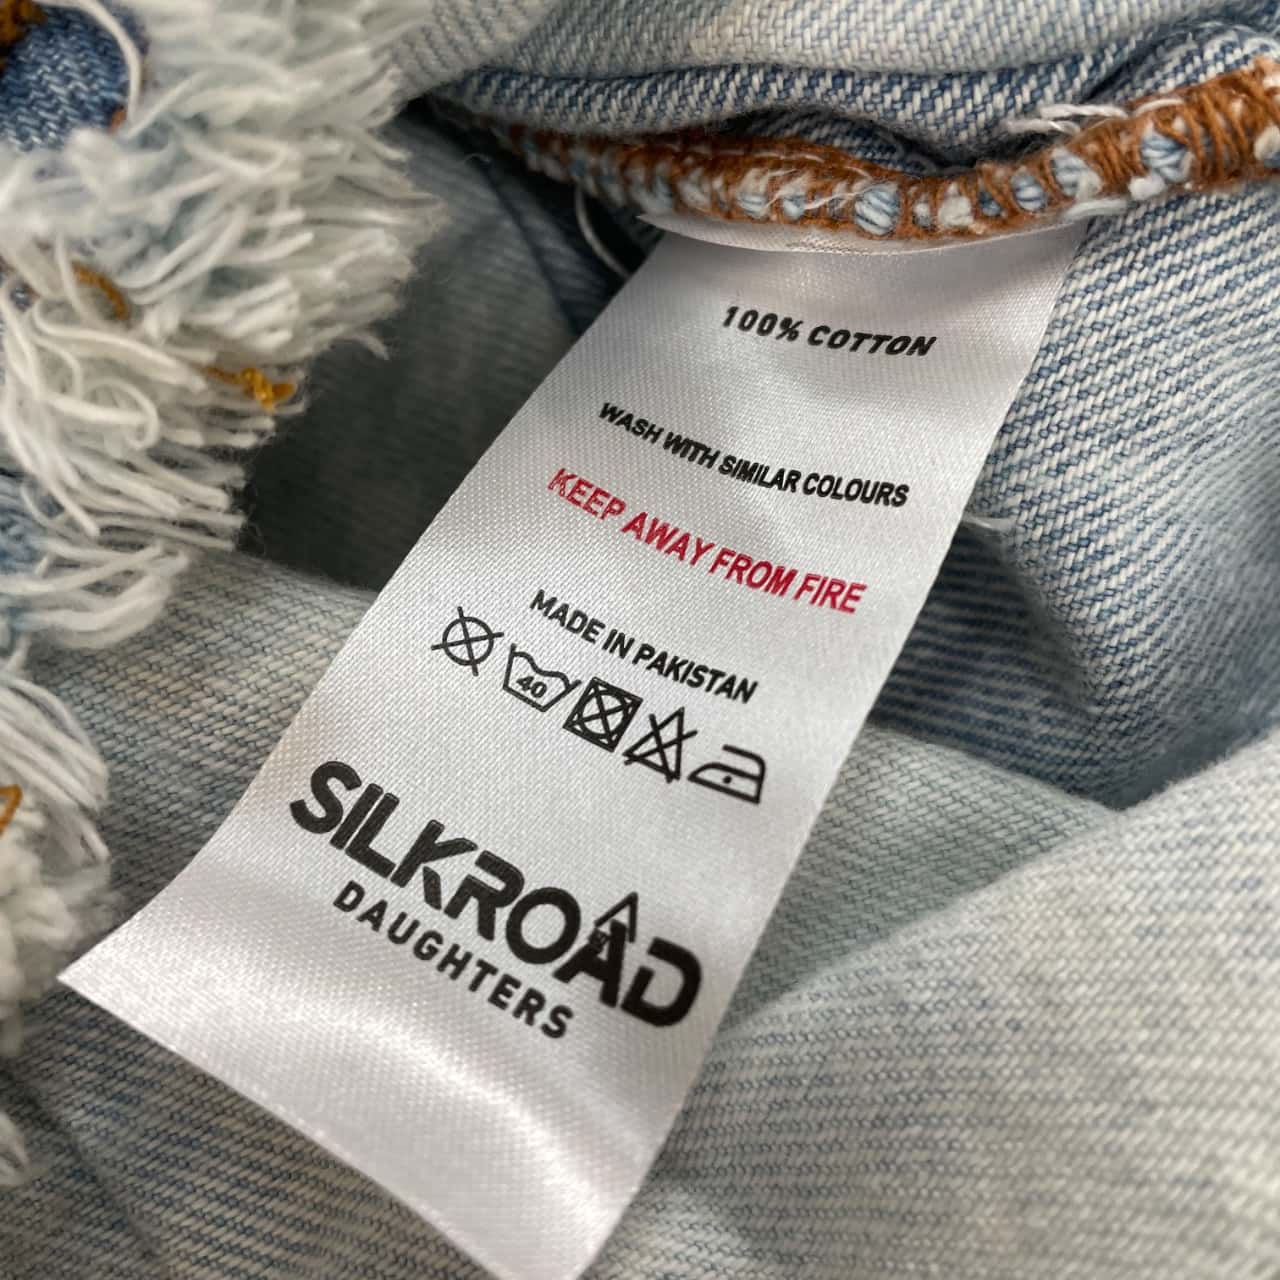 100% COTTON
WASH WITH SIMILAR COLOURS
KEEP AWAY FROM FIRE
MADE IN PAKISTAN
40
SILKROAD
DAUGHTERS